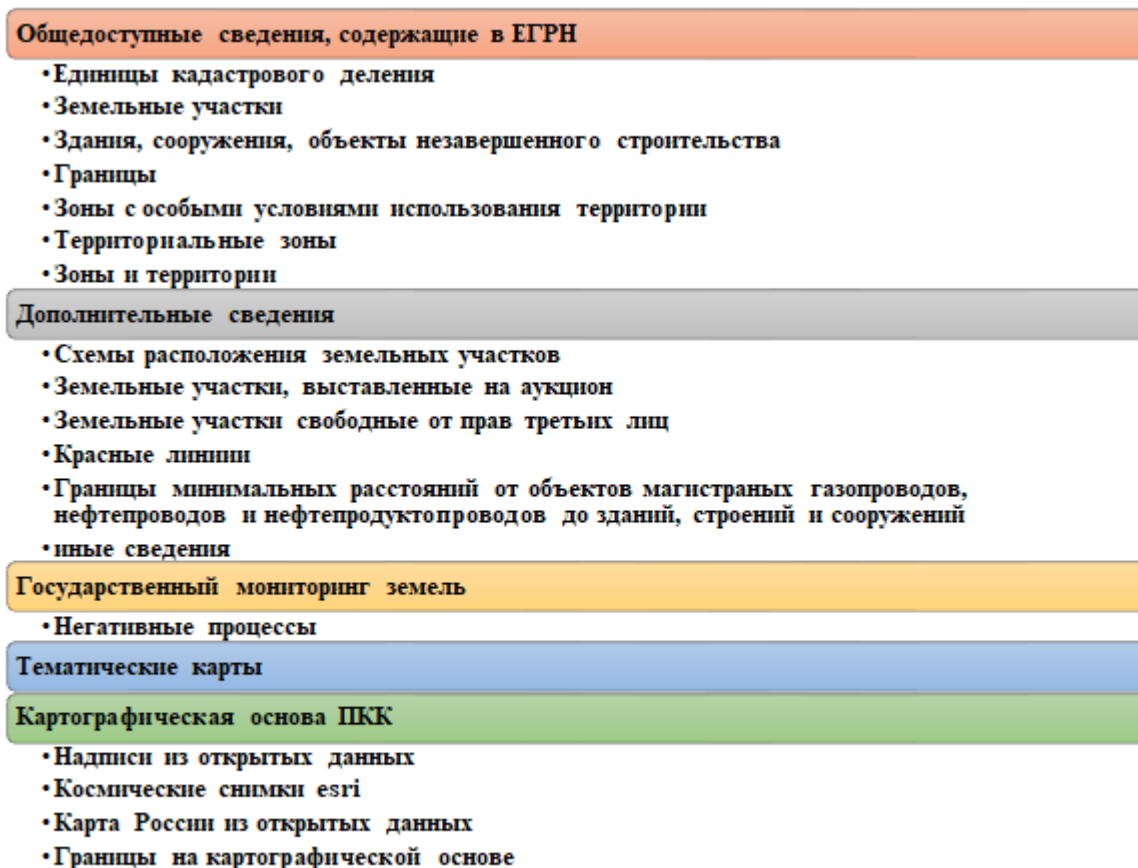 Общедоступные сведения, содержащие в ЕГРН
•Единицы кадастрового деления
•Земельные участки
•Здания, сооружения, объекты незавершенного строительства
•Границы
•Зоны с особыми условиями использования территории
•Территориальные зоны
•Зоны и территории
Дополнительные сведения
•Схемы расположения земельных участков
•Земельные участки, выставленные на аукцион
•Земельные участки свободные от прав третьих лиц
•Красные линиии
•Границы минимальных расстояний от объектов магистраных газопроводов,
нефтепроводов и нефтепродуктопроводов до зданий, строений и сооружений
•иные сведения
Государственный мониторинг земель
•Негативные процессы
Тематические карты
Картографическая основа ПКК
•Надписи из открытых данных
•Космические снимки esri
•Карта России из открытых данных
•Границы на картографической основе